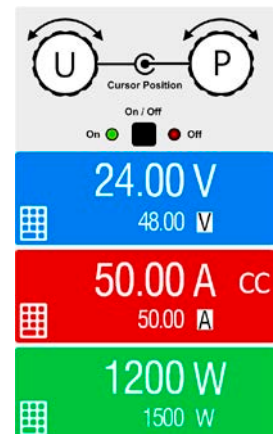 U C P
Cursor Position
On / Off
On Off
24.00 V
48.00 V
50.00 A CC
50.00 A
1200 W
1500 W